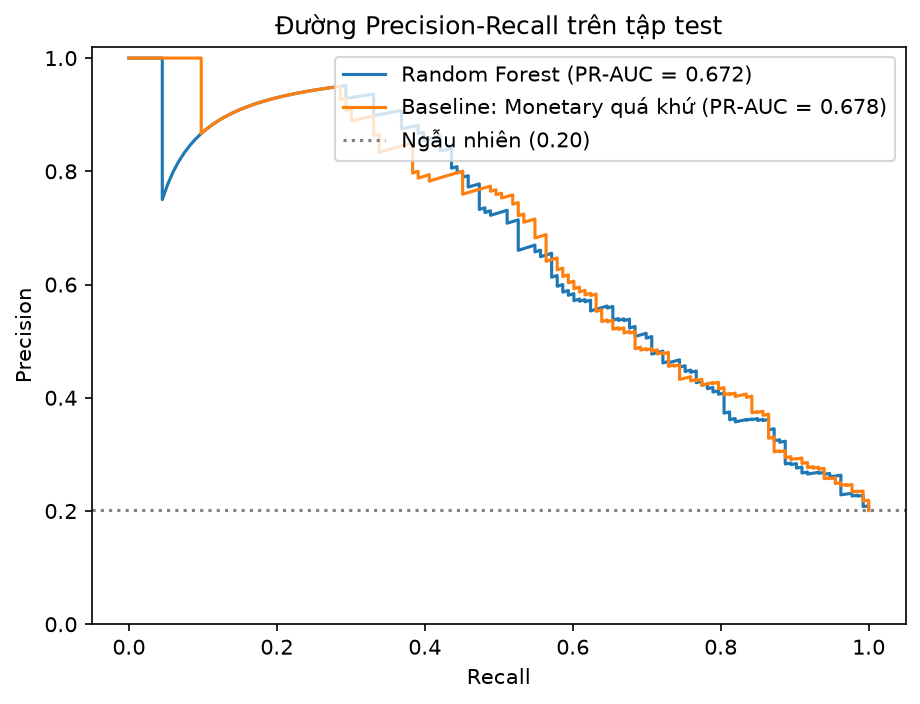 Đường Precision-Recall trên tập test
Random Forest (PR-AUC = 0.672)
Baseline: Monetary quá khứ (PR-AUC = 0.678)
Ngẫu nhiên (0.20)
1.0
0.8
0.6
0.4
0.2
0.0
Precision
0.0 0.2 0.4 0.6 0.8 1.0
Recall